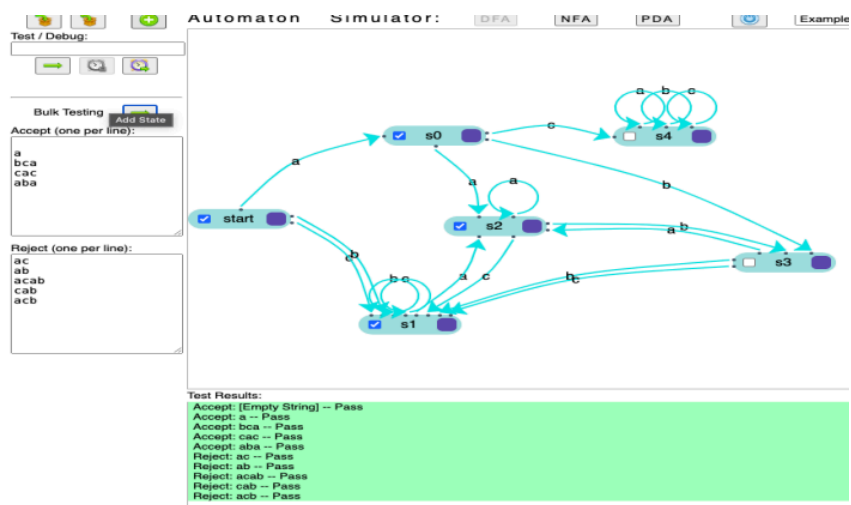 Automaton Simulator: DFA NFA PDA Example
Test / Debug:
Bulk Testing
Add State
Accept (one per line):
a
bca
cac
aba
Reject (one per line):
ac
ab
acab
cab
acb
a b c
s0 c s4
a
b
a a
start s2 b
a
s3
b
a c b
c
b c
s1
Test Results:
Accept: [Empty String] -- Pass
Accept: a -- Pass
Accept: bca -- Pass
Accept: cac -- Pass
Accept: aba -- Pass
Reject: ac -- Pass
Reject: ab -- Pass
Reject: acab -- Pass
Reject: cab -- Pass
Reject: acb -- Pass